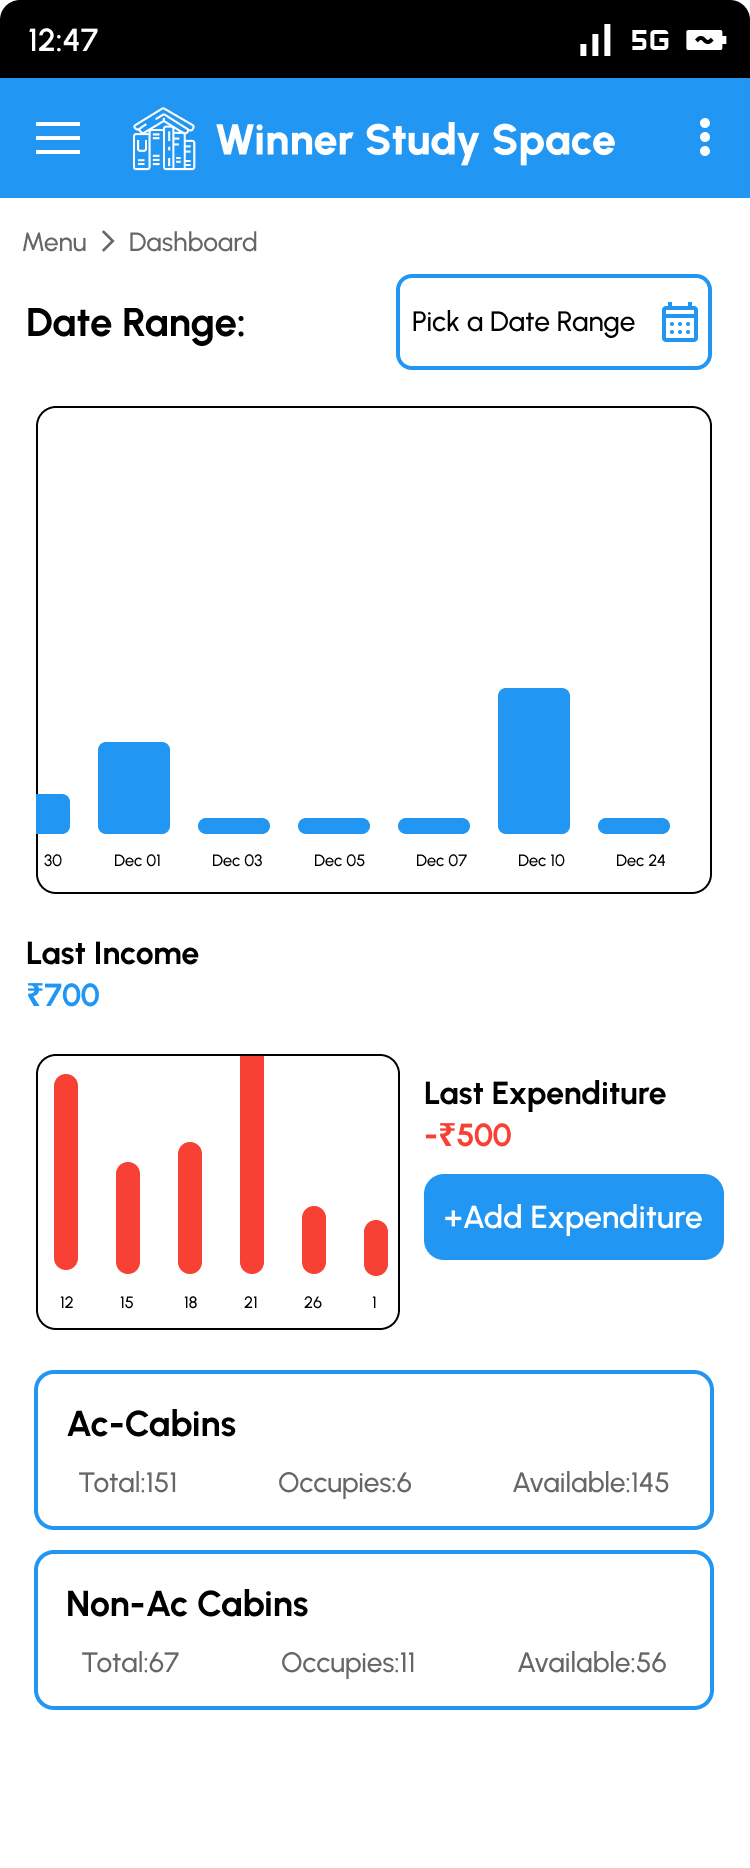 12:47 5G
Winner Study Space
Menu > Dashboard
Date Range:
Pick a Date Range
30 Dec 01 Dec 03 Dec 05 Dec 07 Dec 10 Dec 24
Last Income
₹700
Last Expenditure
-₹500
+Add Expenditure
12 15 18 21 26 1
Ac-Cabins
Total:151 Occupies:6 Available:145
Non-Ac Cabins
Total:67 Occupies:11 Available:56